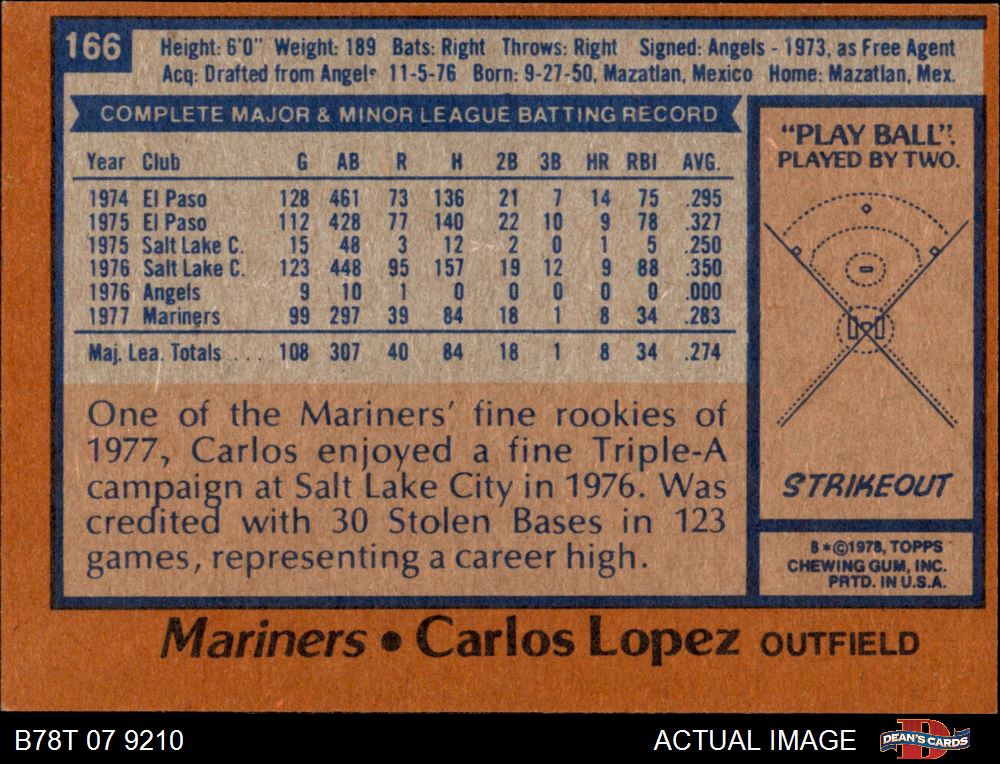 166
Height: 6'0" Weight: 189 Bats: Right Throws: Right Signed: Angels - 1973, as Free Agent
Acq: Drafted from Angels 11-5-76 Born: 9-27-50, Mazatlan, Mexico Home: Mazatlan, Mex.
COMPLETE MAJOR & MINOR LEAGUE BATTING RECORD
Year Club G AB R H 2B 3B HR RBI AVG.
1974 El Paso 128 461 73 136 21 7 14 75 .295
1975 El Paso 112 428 77 140 22 10 9 78 .327
1975 Salt Lake C. 15 48 3 12 2 0 1 5 .250
1976 Salt Lake C. 123 448 95 157 19 12 9 88 .350
1976 Angels 9 10 1 0 0 0 0 0 .000
1977 Mariners 99 297 39 84 18 1 8 34 .283
Maj. Lea. Totals . . . 108 307 40 84 18 1 8 34 .274
One of the Mariners' fine rookies of
1977, Carlos enjoyed a fine Triple-A
campaign at Salt Lake City in 1976. Was
credited with 30 Stolen Bases in 123
games, representing a career high.
"PLAY BALL".
PLAYED BY TWO.
STRIKEOUT
B*©1978, TOPPS
CHEWING GUM, INC.
PRTD. IN U.S.A.
Mariners • Carlos Lopez OUTFIELD
B78T 07 9210
ACTUAL IMAGE
D
DEAN'S CARDS